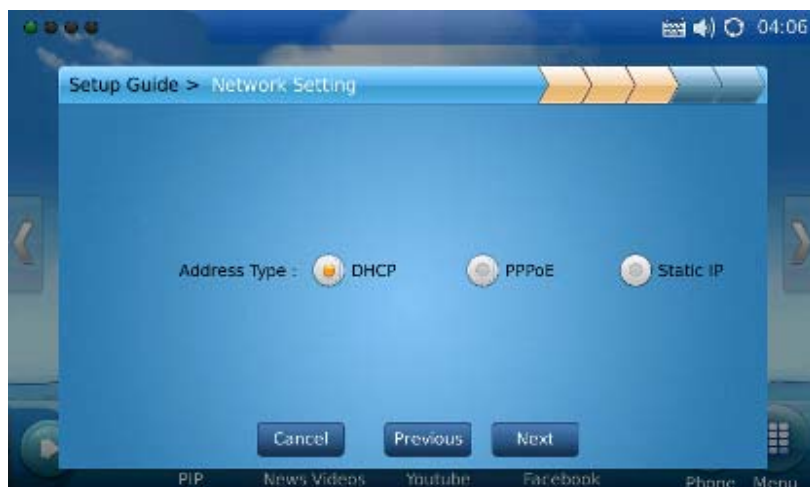 04:06
Setup Guide > Network Setting
Address Type : DHCP PPPoE Static IP
Cancel Previous Next
PIP News Videos Youtube Facebook Phone Menu